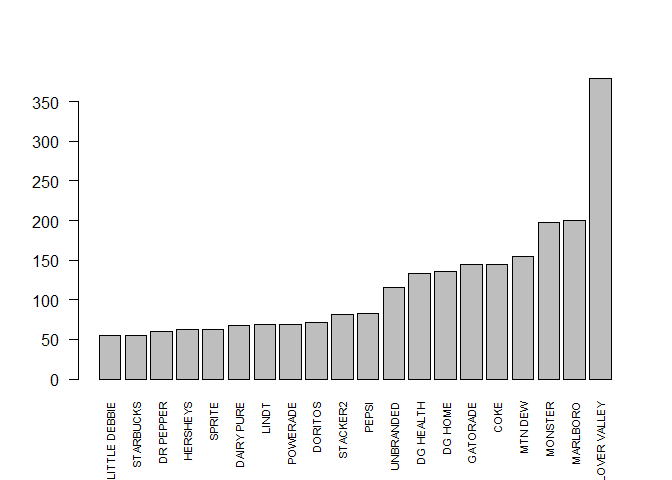 350
300
250
200
150
100
50
0
LITTLE DEBBIE
STARBUCKS
DR PEPPER
HERSHEYS
SPRITE
DAIRY PURE
LINDT
POWERADE
DORITOS
STACKER2
PEPSI
UNBRANDED
DG HEALTH
DG HOME
GATORADE
COKE
MTN DEW
MONSTER
MARLBORO
LOVER VALLEY